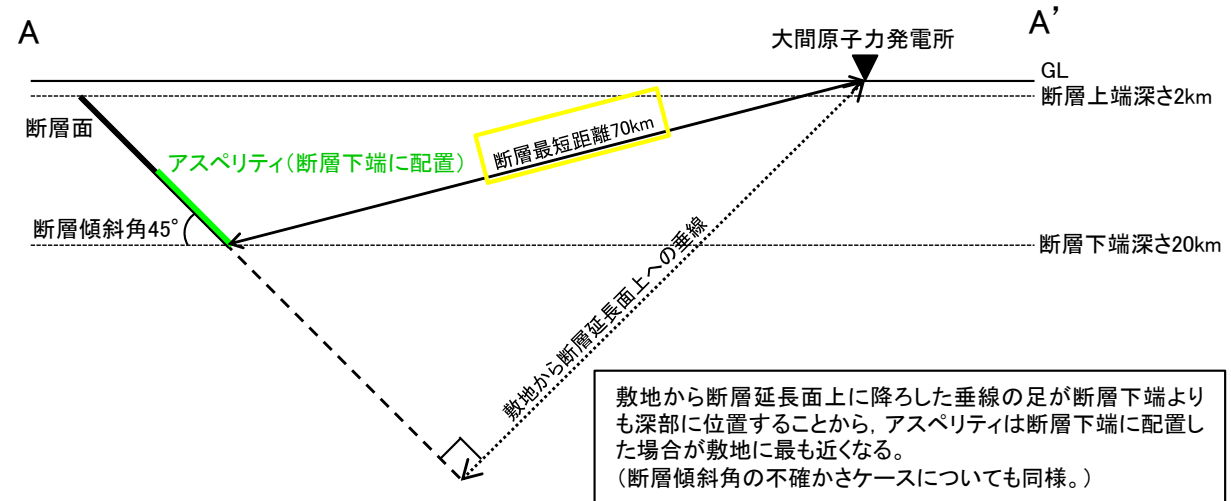 A
A’
大間原子力発電所
GL
断層上端深さ2km
断層面
断層最短距離70km
アスペリティ(断層下端に配置)
断層傾斜角45°
断層下端深さ20km
敷地から断層延長面上への垂線
敷地から断層延長面上に降ろした垂線の足が断層下端より
も深部に位置することから,アスペリティは断層下端に配置し
た場合が敷地に最も近くなる。
(断層傾斜角の不確かさケースについても同様。)